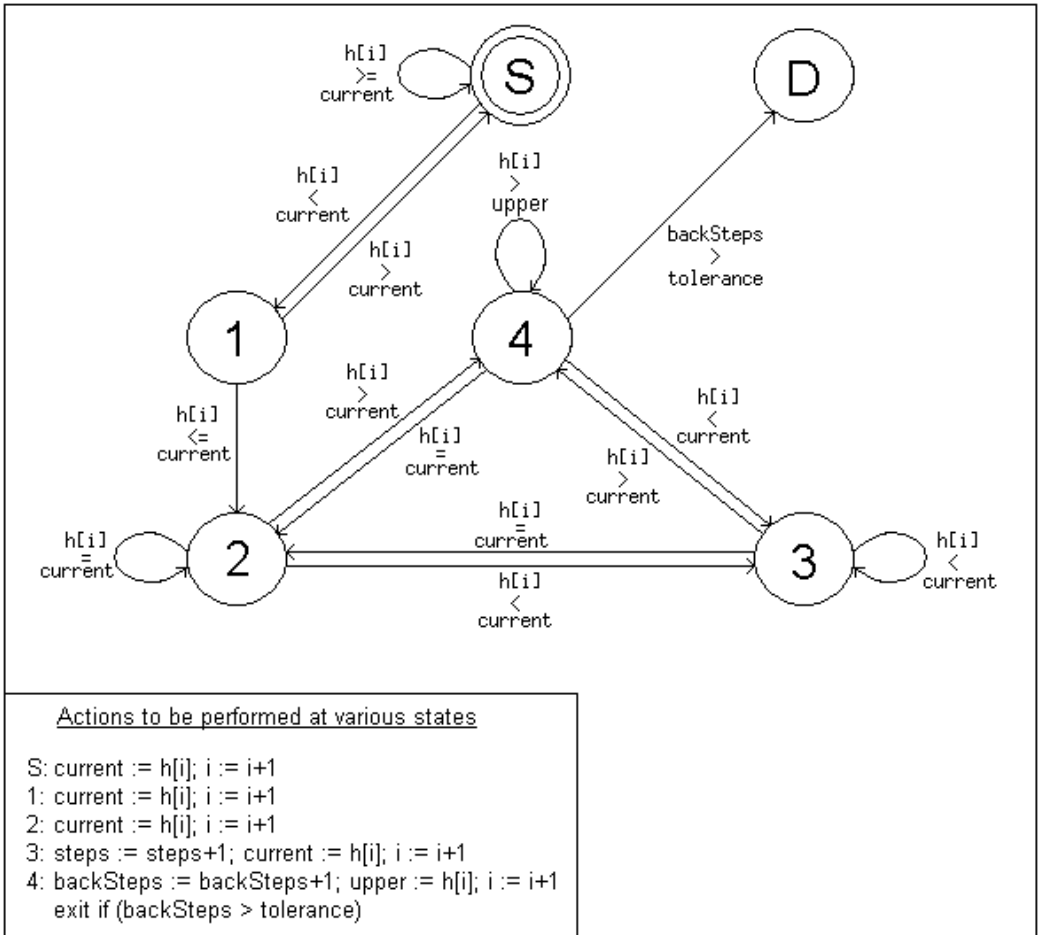 h[i]
>=
current
S
D
h[i]
<
current
h[i]
>
current
h[i]
>
upper
backSteps
>
tolerance
1
4
h[i]
<=
current
h[i]
>
current
h[i]
=
current
h[i]
<
current
h[i]
>
current
h[i]
=
current
2
h[i]
=
current
h[i]
<
current
3
h[i]
<
current
Actions to be performed at various states
S: current := h[i]; i := i+1
1: current := h[i]; i := i+1
2: current := h[i]; i := i+1
3: steps := steps+1; current := h[i]; i := i+1
4: backSteps := backSteps+1; upper := h[i]; i := i+1
exit if (backSteps > tolerance)